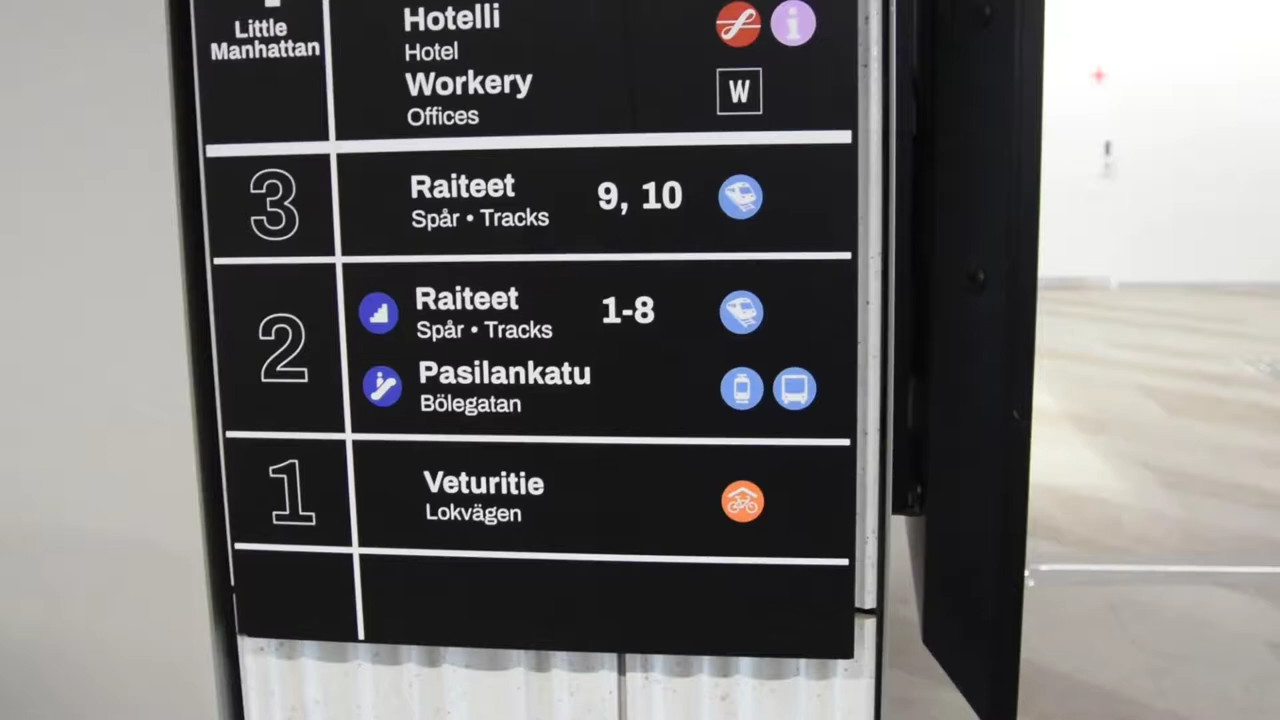 Little
Manhattan
Hotelli
Hotel
Workery
Offices
W
3
Raiteet 9, 10
Spår • Tracks
2
Raiteet 1-8
Spår • Tracks
Pasilankatu
Bölegatan
1
Veturitie
Lokvägen